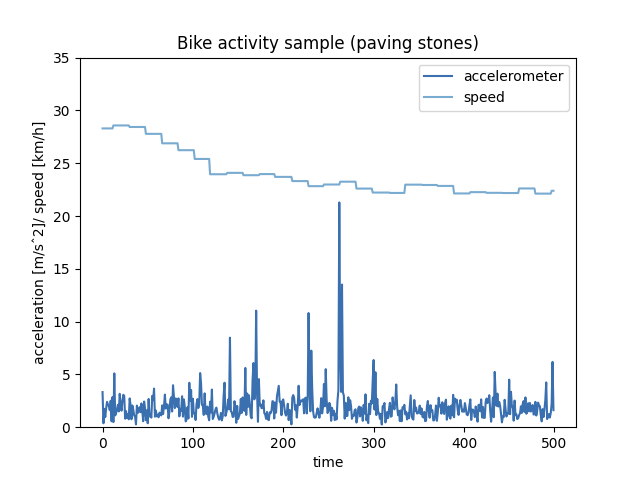 Bike activity sample (paving stones)
accelerometer
speed
35
30
25
20
15
10
5
0
acceleration [m/sˆ2]/ speed [km/h]
0 100 200 300 400 500
time